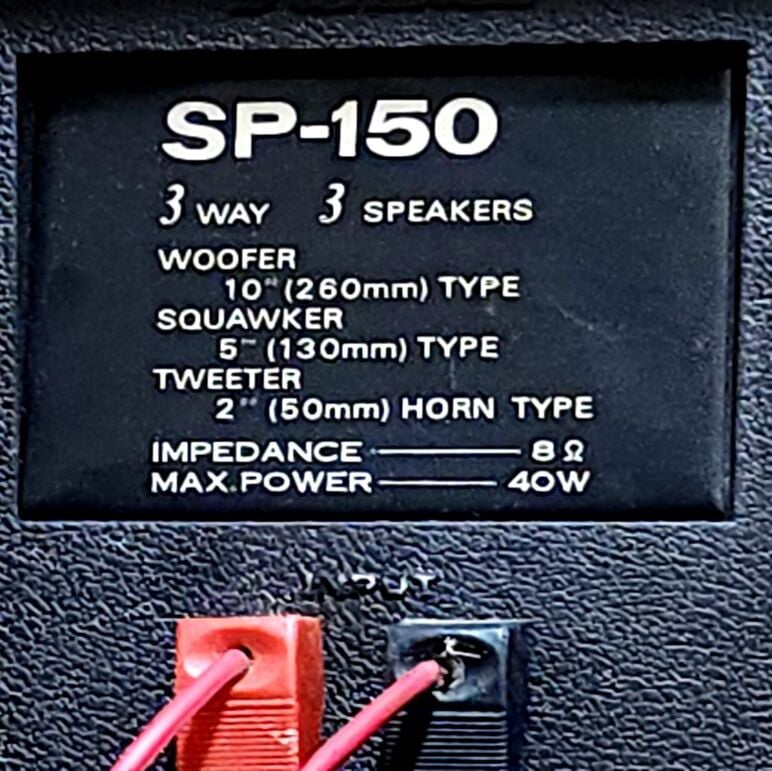 SP-150
3 WAY 3 SPEAKERS
WOOFER
10" (260mm) TYPE
SQUAWKER
5" (130mm) TYPE
TWEETER
2" (50mm) HORN TYPE
IMPEDANCE — 8 Ω
MAX.POWER — 40W
INPUT